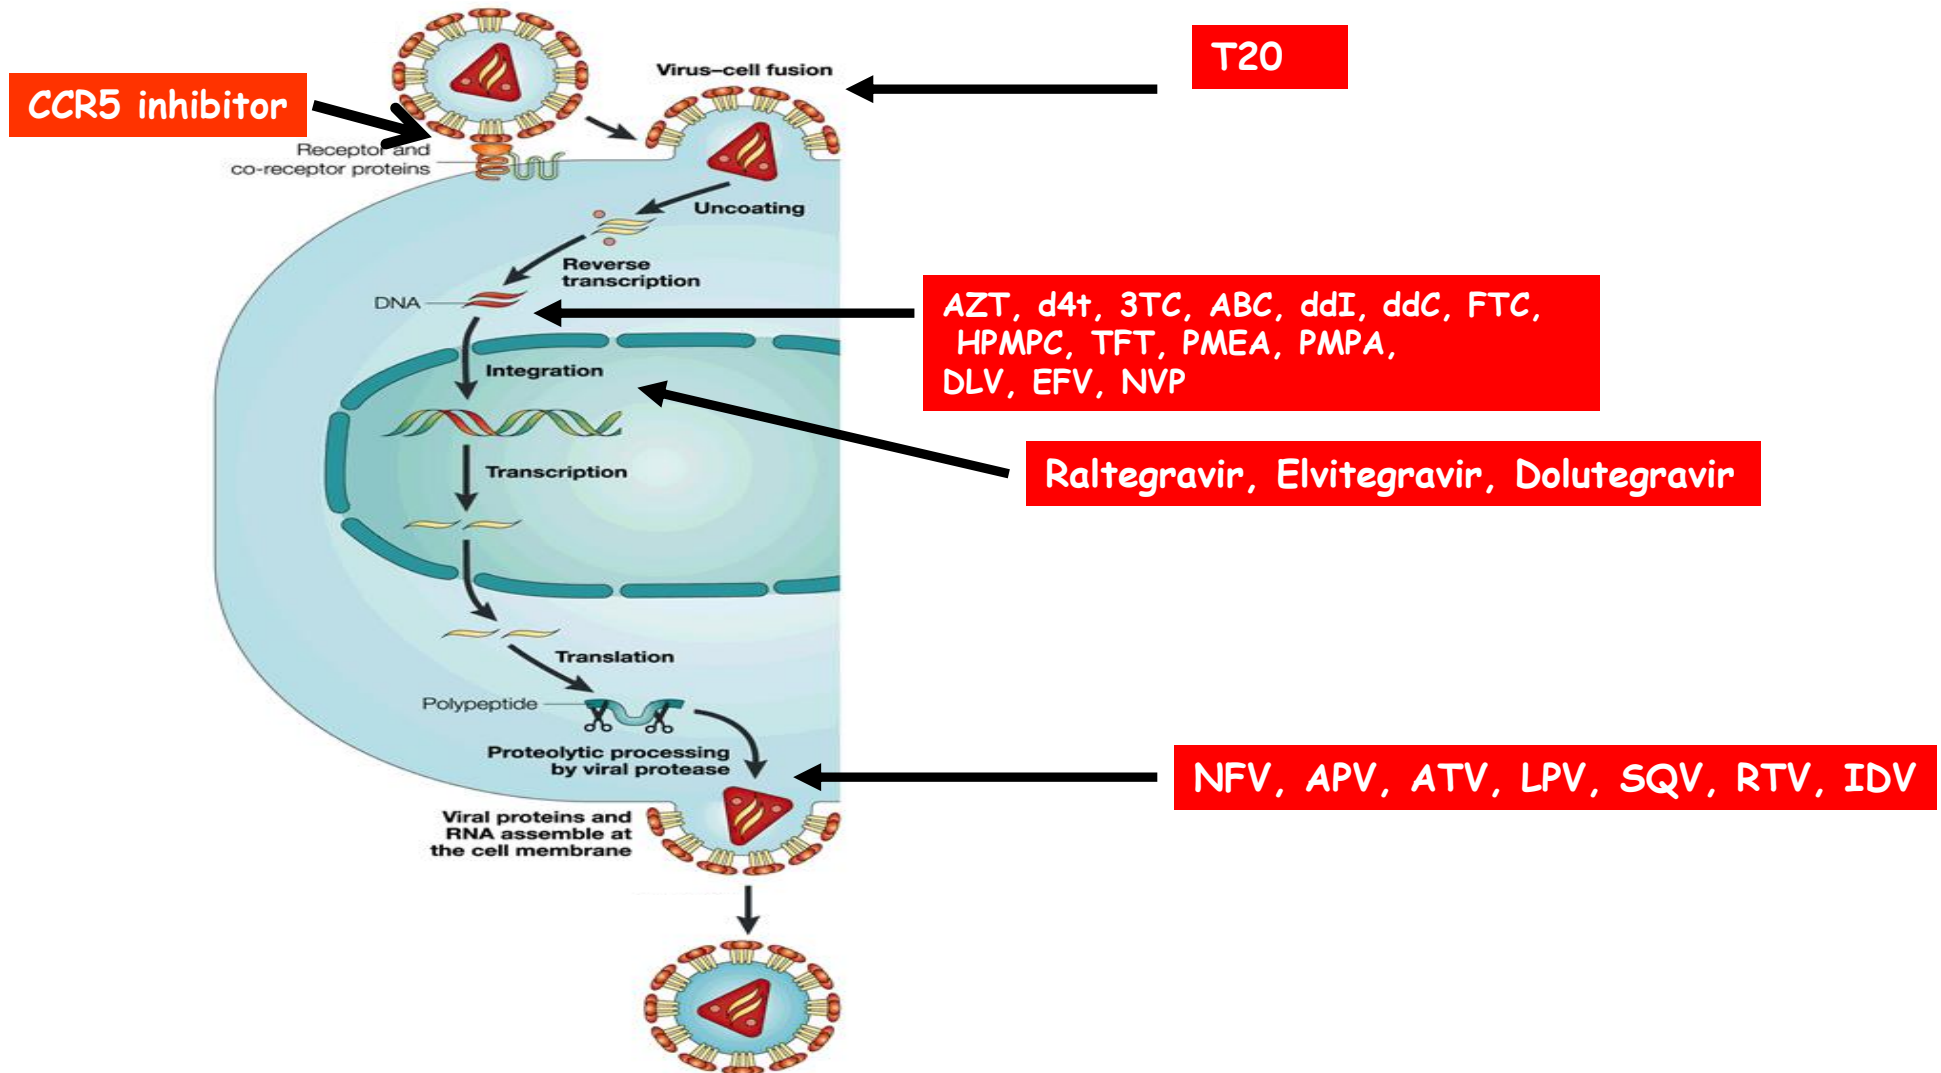 T20
Virus–cell fusion
CCR5 inhibitor
Receptor and
co-receptor proteins
Uncoating
Reverse
transcription
DNA
AZT, d4t, 3TC, ABC, ddI, ddC, FTC,
HPMPC, TFT, PMEA, PMPA,
DLV, EFV, NVP
Integration
Raltegravir, Elvitegravir, Dolutegravir
Transcription
Translation
Polypeptide
Proteolytic processing
by viral protease
NFV, APV, ATV, LPV, SQV, RTV, IDV
Viral proteins and
RNA assemble at
the cell membrane